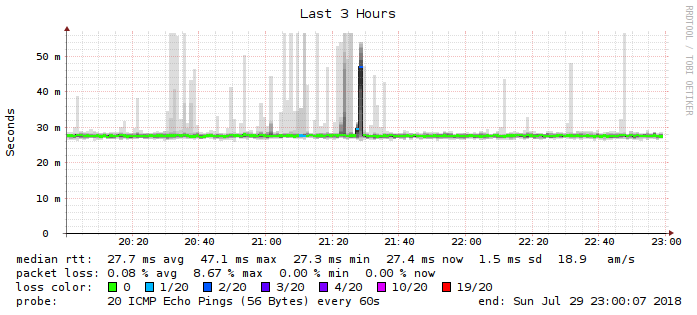 Last 3 Hours
RRDTOOL / TOBI OETIKER
Seconds
50 m
40 m
30 m
20 m
10 m
0
20:20 20:40 21:00 21:20 21:40 22:00 22:20 22:40 23:00
median rtt: 27.7 ms avg 47.1 ms max 27.3 ms min 27.4 ms now 1.5 ms sd 18.9 am/s
packet loss: 0.08 % avg 8.67 % max 0.00 % min 0.00 % now
loss color: 0 1/20 2/20 3/20 4/20 10/20 19/20
probe: 20 ICMP Echo Pings (56 Bytes) every 60s end: Sun Jul 29 23:00:07 2018